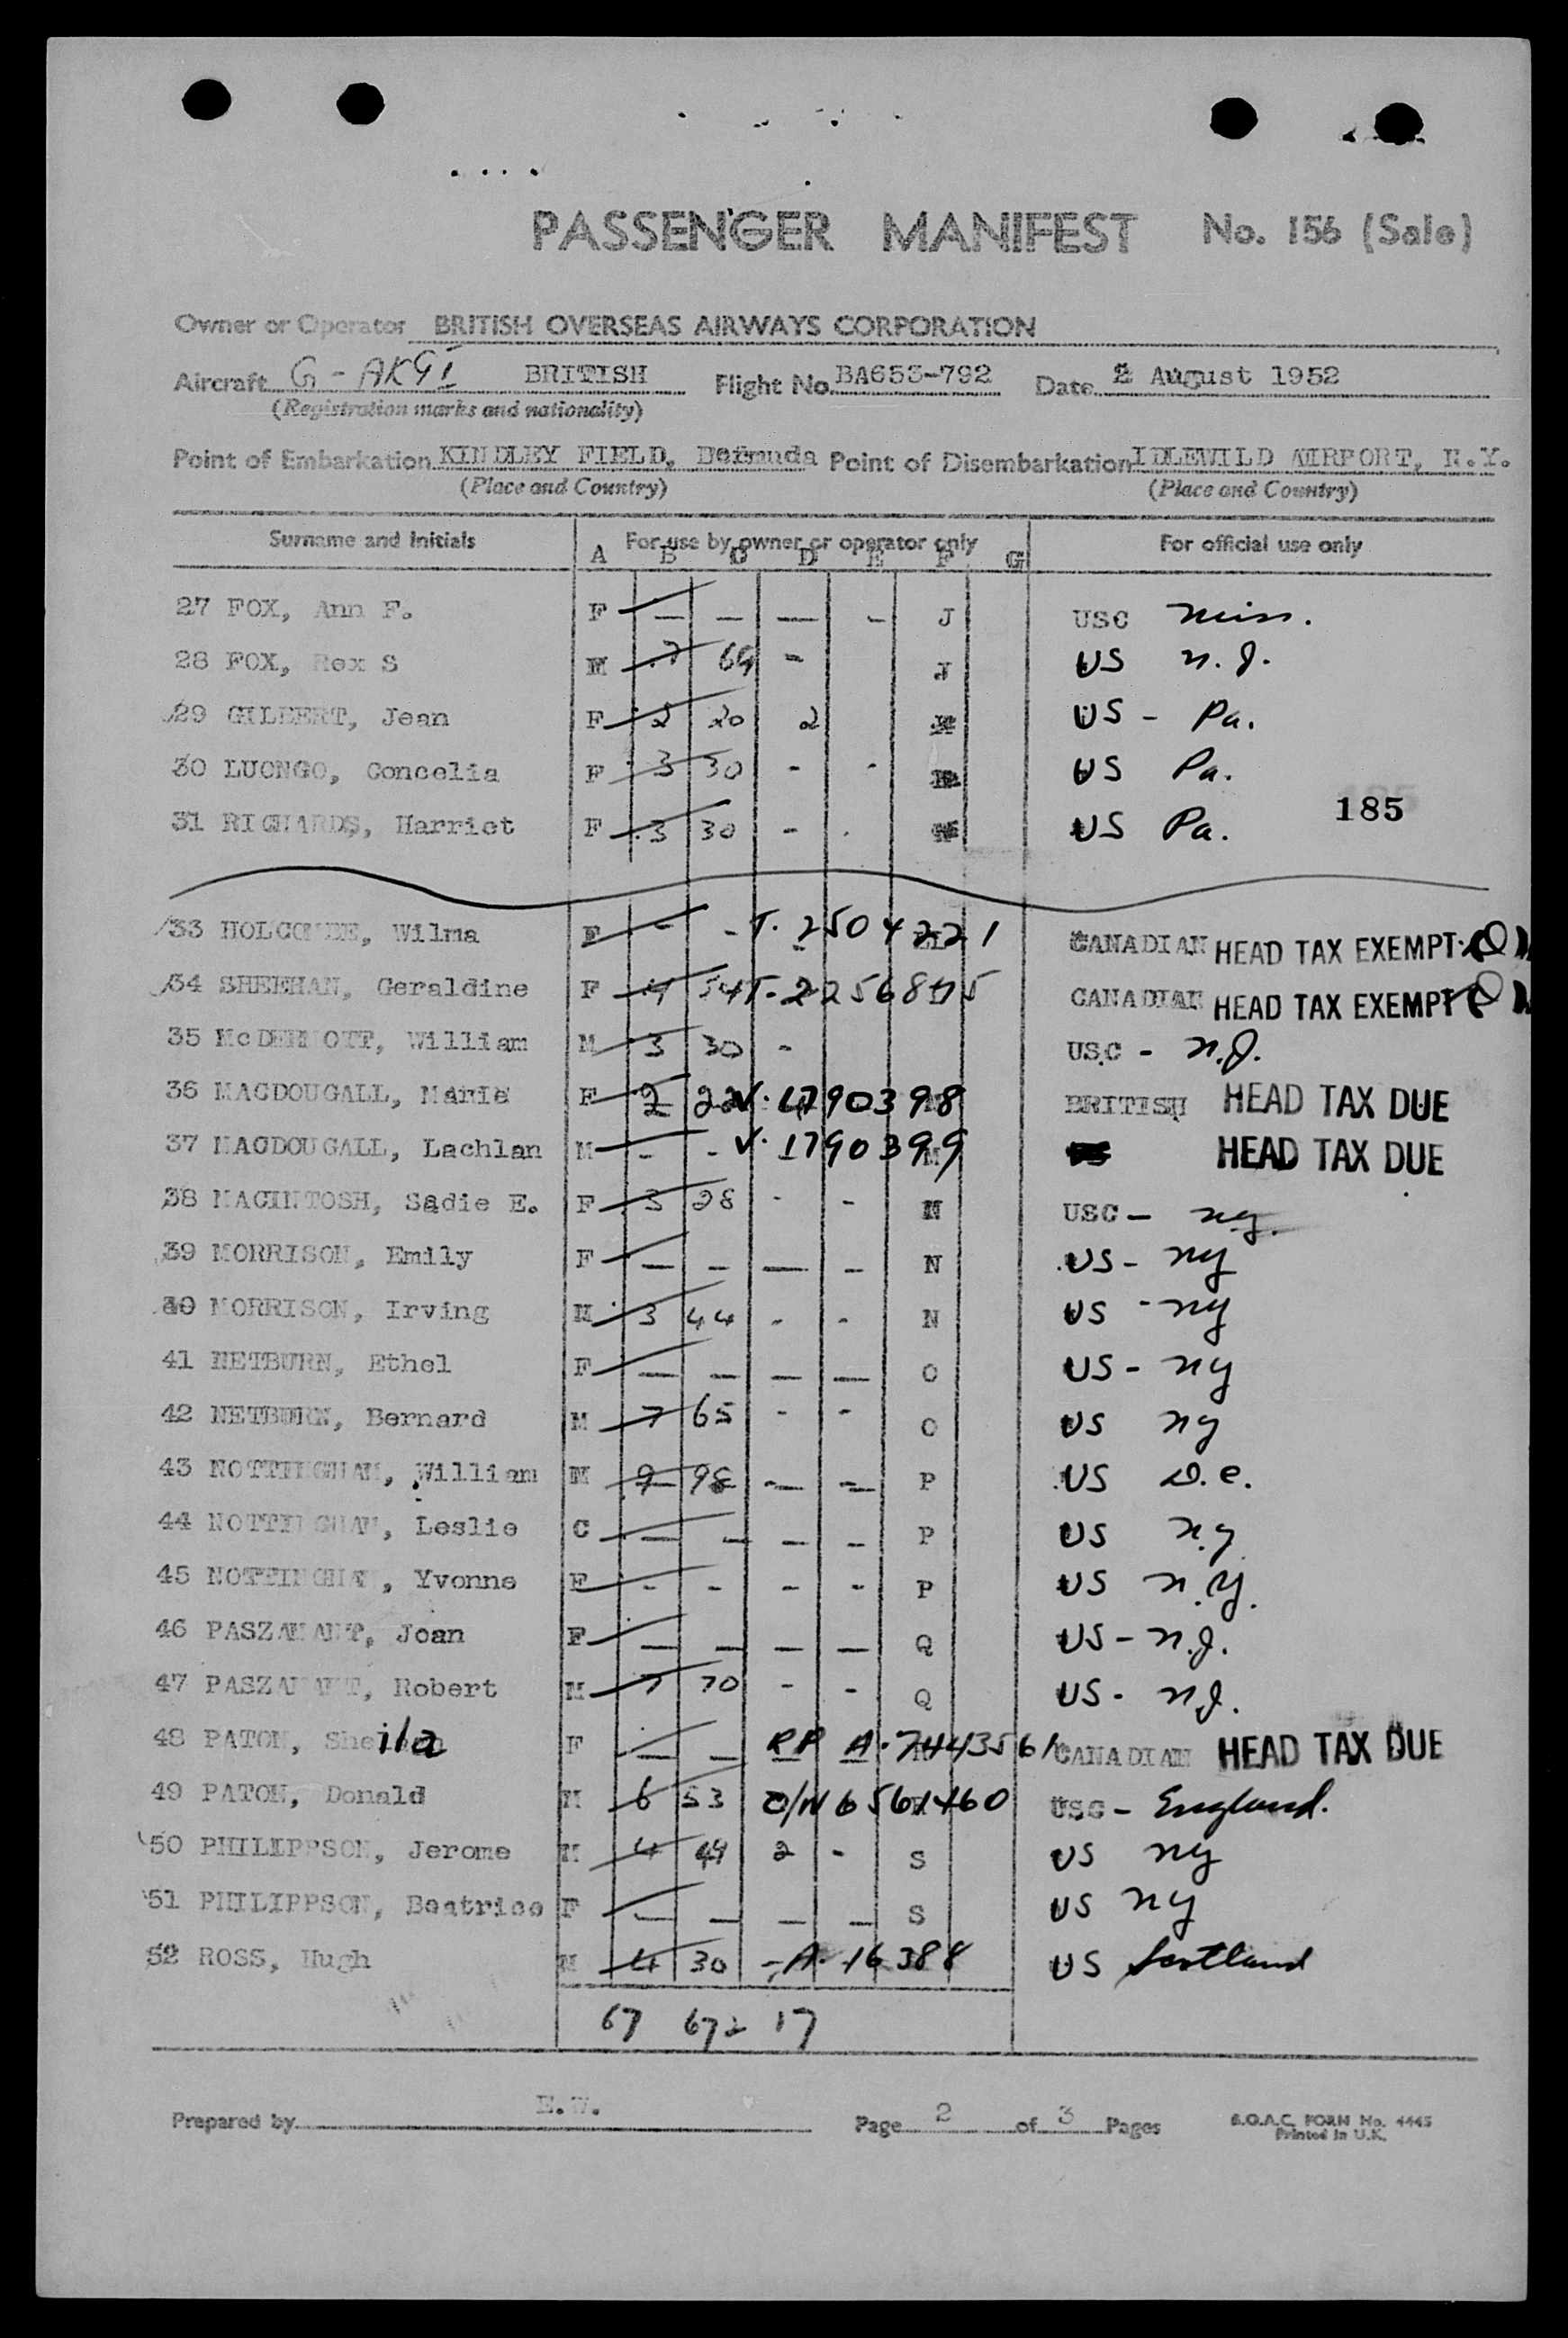 PASSENGER MANIFEST No. 156 (Sale)
Owner or Operator BRITISH OVERSEAS AIRWAYS CORPORATION
Aircraft G-AKGI BRITISH Flight No. BA653-792 Date 2 August 1952
(Registration marks and nationality)
Point of Embarkation KINDLEY FIELD, Bermuda Point of Disembarkation IDLEWILD AIRPORT, N.Y.
(Place and Country) (Place and Country)
Surname and Initials For use by owner or operator only For official use only
A B C D E F G
27 FOX, Ann F. F — — — - J USC Miss.
28 FOX, Rex S M 7 69 - J US N.J.
29 GILBERT, Jean F 2 20 2 US - Pa.
30 LUONGO, Concelia F 3 30 - - US Pa.
31 RICHARDS, Harriet F 3 30 - US Pa.
185
33 HOLCOMBE, Wilma F - - T. 2504221 CANADIAN HEAD TAX EXEMPT
34 SHEEHAN, Geraldine F 4 54 CANADIAN HEAD TAX EXEMPT
35 McDERMOTT, William M 3 30 - USC - N.J.
36 MACDOUGALL, Marie F 2 22 V. 1790398 BRITISH HEAD TAX DUE
37 MACDOUGALL, Lachlan M - - V. 1790399 HEAD TAX DUE
38 MACINTOSH, Sadie E. F 3 28 - - N USC - NY.
39 MORRISON, Emily F — — — — N US - NY
40 MORRISON, Irving M 3 44 - - N US - NY
41 NETBURN, Ethel F — — — — O US - NY
42 NETBURN, Bernard M 7 65 - - O US NY
43 NOTTINGHAM, William M 9 98 — — P US D.C.
44 NOTTINGHAM, Leslie C — — — — P US N.Y
45 NOTTINGHAM, Yvonne F - - - - P US N.Y.
46 PASZAMANT, Joan F — — — — Q US - N.J.
47 PASZAMANT, Robert M 7 70 - - Q US - NJ.
48 PATON, Sheila F — — RP A-7443561 CANADIAN HEAD TAX DUE
49 PATON, Donald M 6 53 O/N 6561460 USC - England.
50 PHILIPPSON, Jerome M 4 49 2 - S US NY
51 PHILIPPSON, Beatrice F — — — — S US NY
52 ROSS, Hugh M 4 30 - A. 16388 US Scotland
67 672 17
Prepared by E.W. Page 2 of 3 Pages B.O.A.C. FORM No. 4445
Printed in U.K.